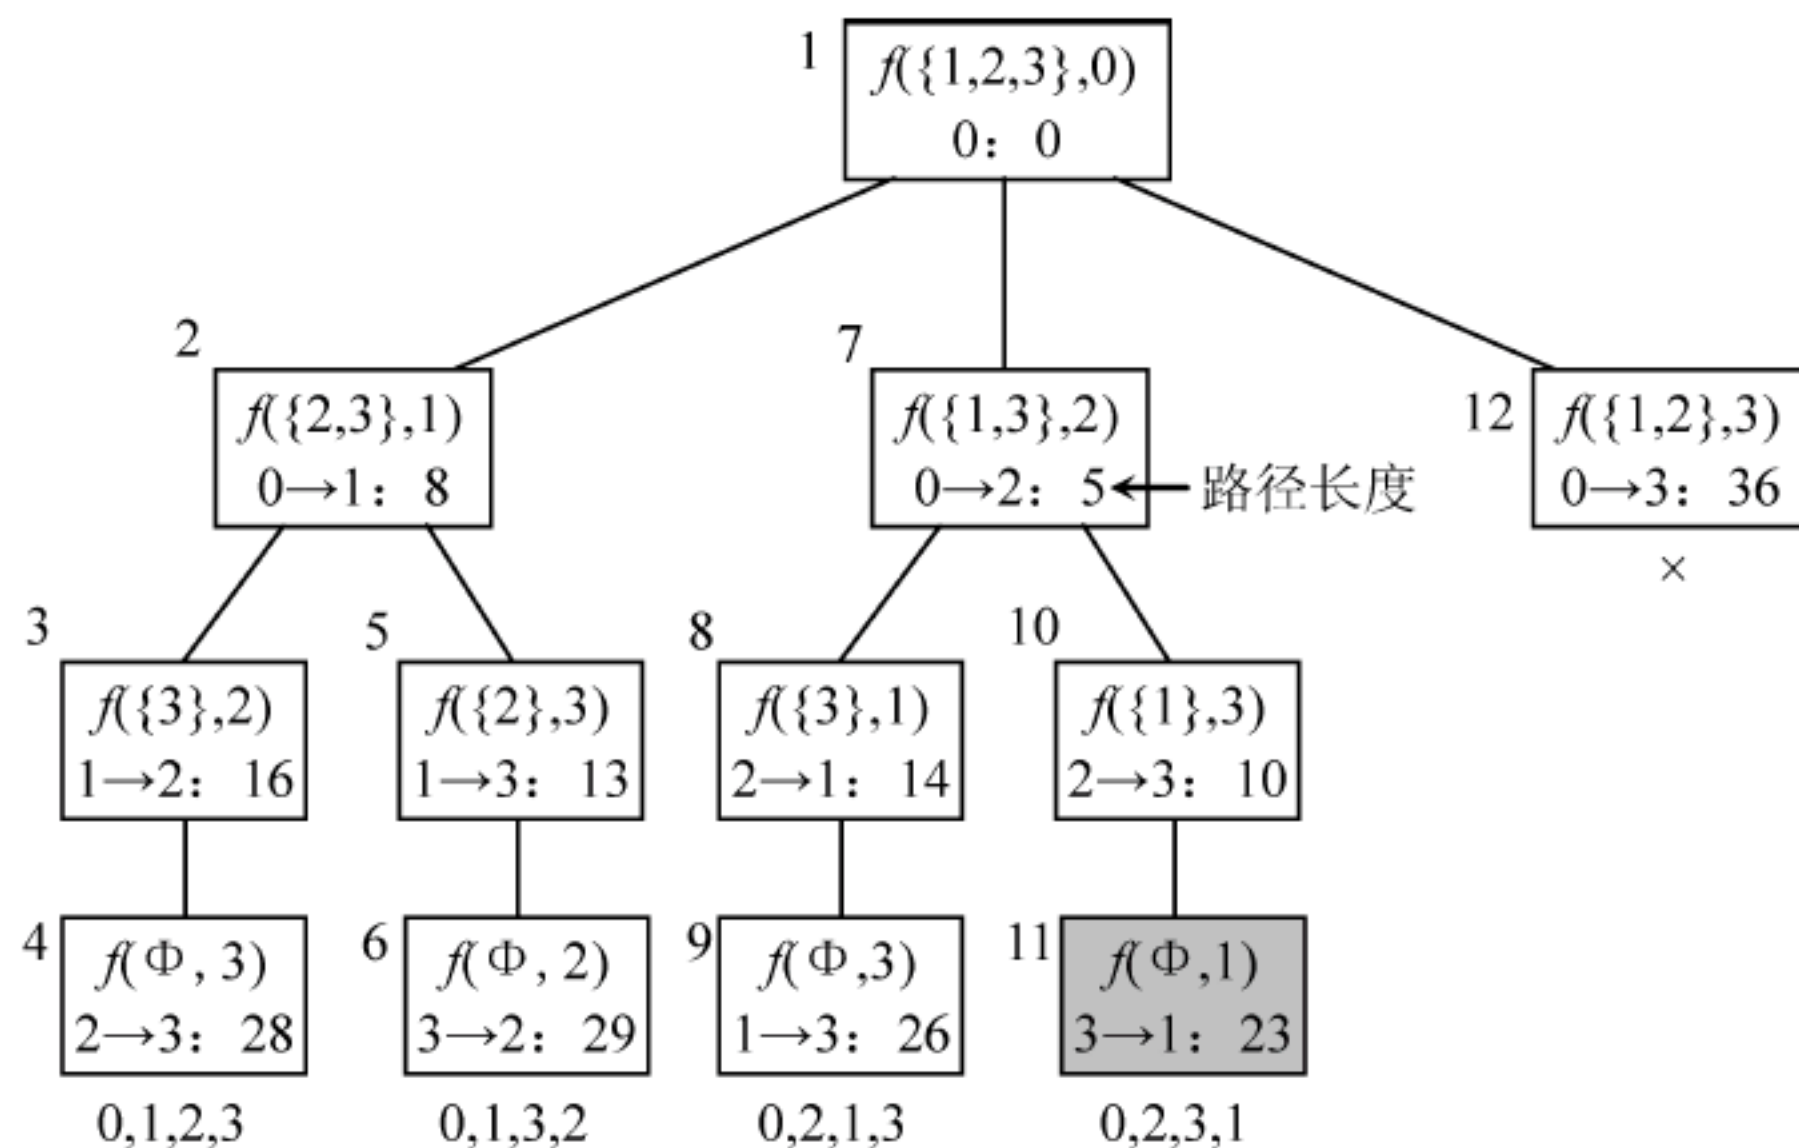 1
f({1,2,3},0)
0：0
2
f({2,3},1)
0→1：8
7
f({1,3},2)
0→2：5
路径长度
12
f({1,2},3)
0→3：36
×
3
f({3},2)
1→2：16
5
f({2},3)
1→3：13
8
f({3},1)
2→1：14
10
f({1},3)
2→3：10
4
f(Φ, 3)
2→3：28
6
f(Φ, 2)
3→2：29
9
f(Φ,3)
1→3：26
11
f(Φ,1)
3→1：23
0,1,2,3
0,1,3,2
0,2,1,3
0,2,3,1